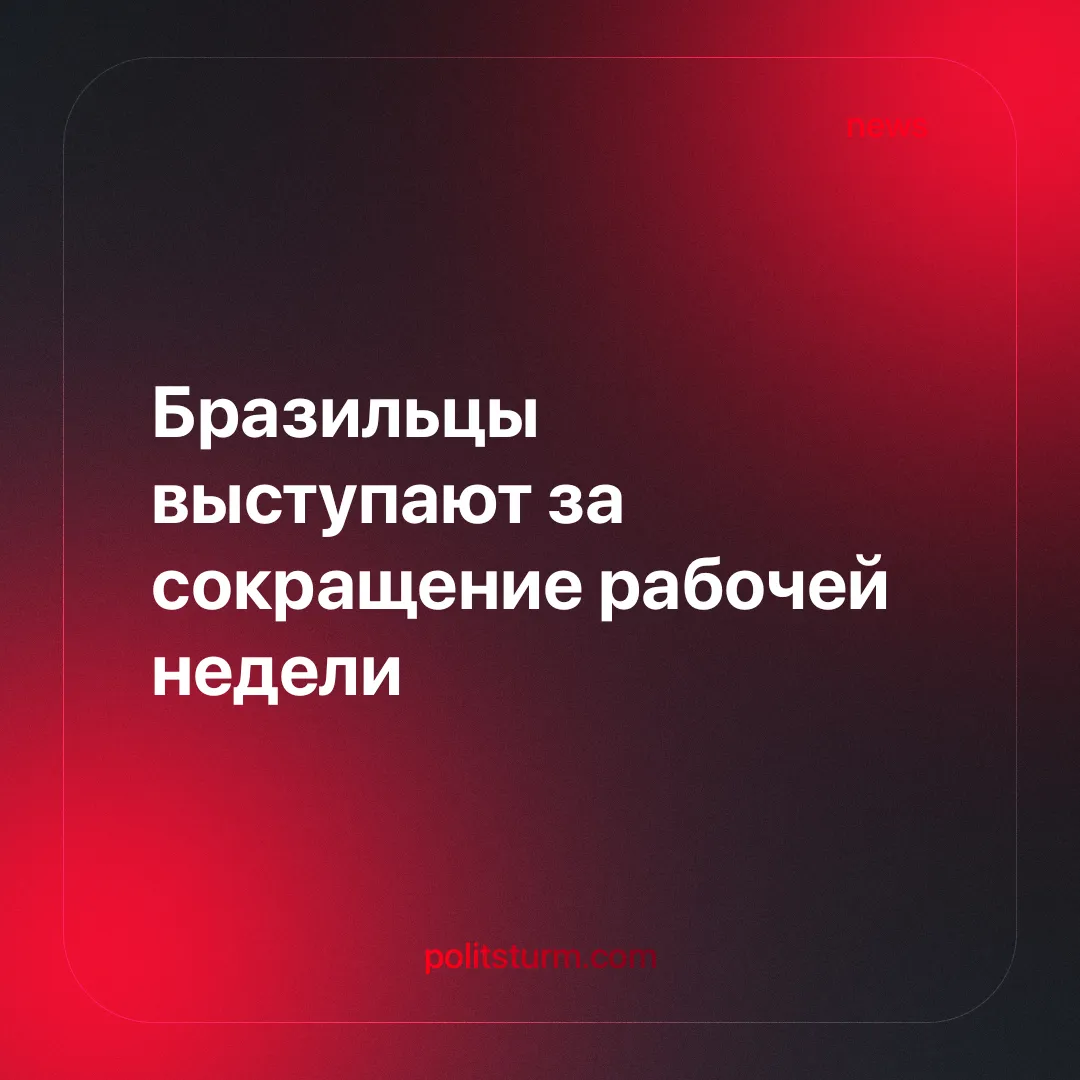 news
Бразильцы
выступают за
сокращение рабочей
недели
politsturm.com